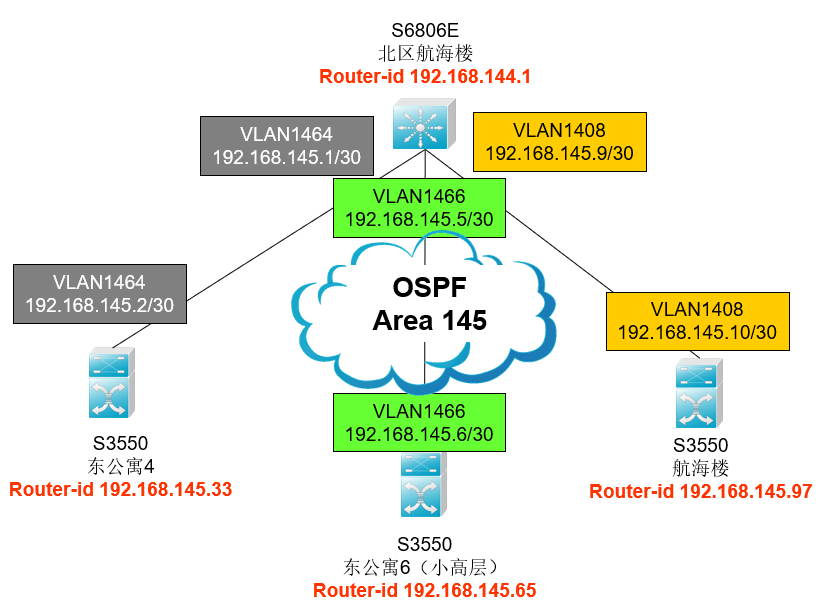 S6806E
北区航海楼
Router-id 192.168.144.1
VLAN1464
192.168.145.1/30
VLAN1408
192.168.145.9/30
VLAN1466
192.168.145.5/30
VLAN1464
192.168.145.2/30
OSPF
Area 145
VLAN1408
192.168.145.10/30
VLAN1466
192.168.145.6/30
S3550
东公寓4
Router-id 192.168.145.33
S3550
航海楼
Router-id 192.168.145.97
S3550
东公寓6（小高层）
Router-id 192.168.145.65